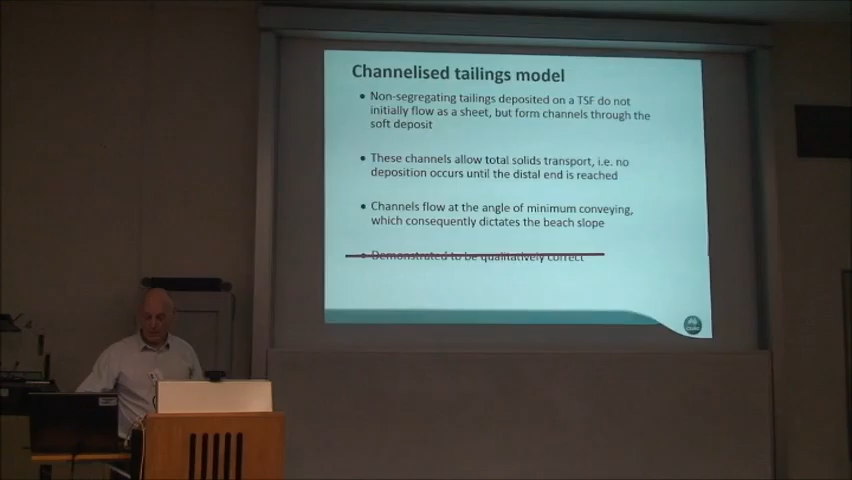 Channelised tailings model
• Non-segregating tailings deposited on a TSF do not
initially flow as a sheet, but form channels through the
soft deposit
• These channels allow total solids transport, i.e. no
deposition occurs until the distal end is reached
• Channels flow at the angle of minimum conveying,
which consequently dictates the beach slope
• Demonstrated to be qualitatively correct